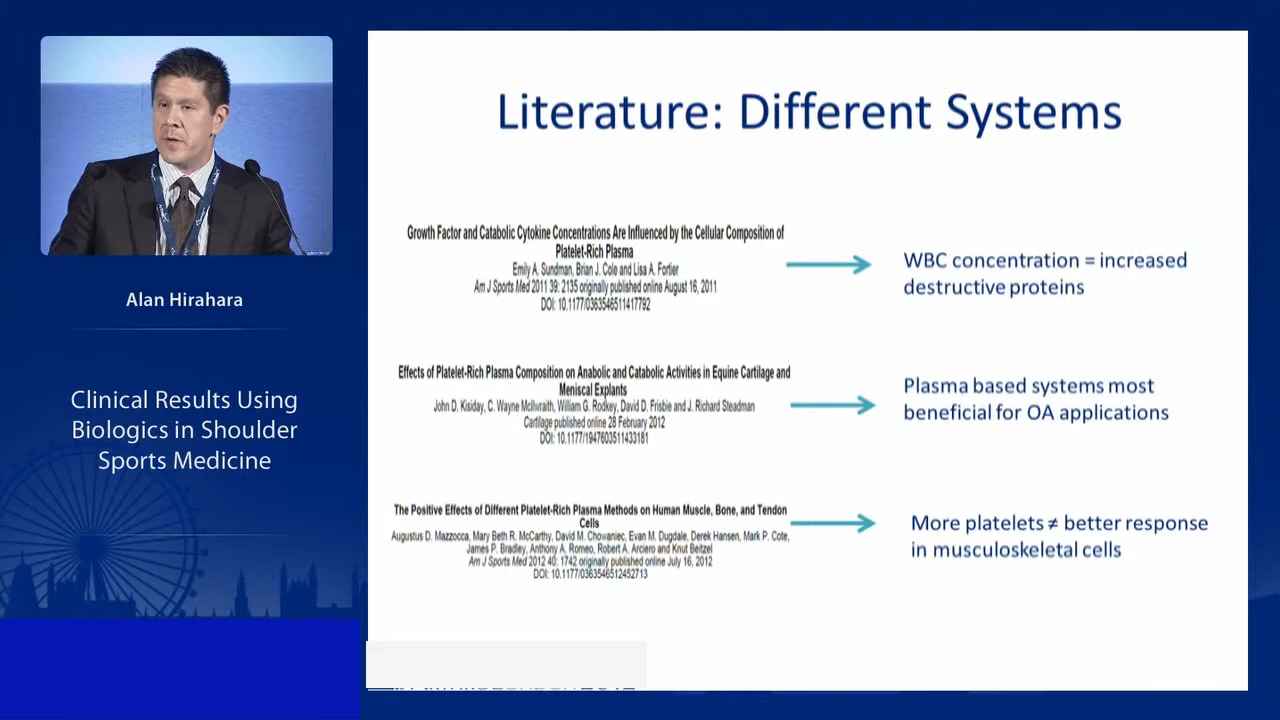 Alan Hirahara
Clinical Results Using
Biologics in Shoulder
Sports Medicine
Literature: Different Systems
Growth Factor and Catabolic Cytokine Concentrations Are Influenced by the Cellular Composition of
Platelet-Rich Plasma
Emily A. Sundman, Brian J. Cole and Lisa A. Fortier
Am J Sports Med 2011 39: 2135 originally published online August 16, 2011
DOI: 10.1177/0363546511417792
WBC concentration = increased
destructive proteins
Effects of Platelet-Rich Plasma Composition on Anabolic and Catabolic Activities in Equine Cartilage and
Meniscal Explants
John D. Kisiday, C. Wayne McIlwraith, William G. Rodkey, David D. Frisbie and J. Richard Steadman
Cartilage published online 28 February 2012
DOI: 10.1177/1947603511433181
Plasma based systems most
beneficial for OA applications
The Positive Effects of Different Platelet-Rich Plasma Methods on Human Muscle, Bone, and Tendon
Cells
Augustus D. Mazzocca, Mary Beth R. McCarthy, David M. Chowaniec, Evan M. Dugdale, Derek Hansen, Mark P. Cote,
James P. Bradley, Anthony A. Romeo, Robert A. Arciero and Knut Beitzel
Am J Sports Med 2012 40: 1742 originally published online July 16, 2012
DOI: 10.1177/0363546512452713
More platelets ≠ better response
in musculoskeletal cells